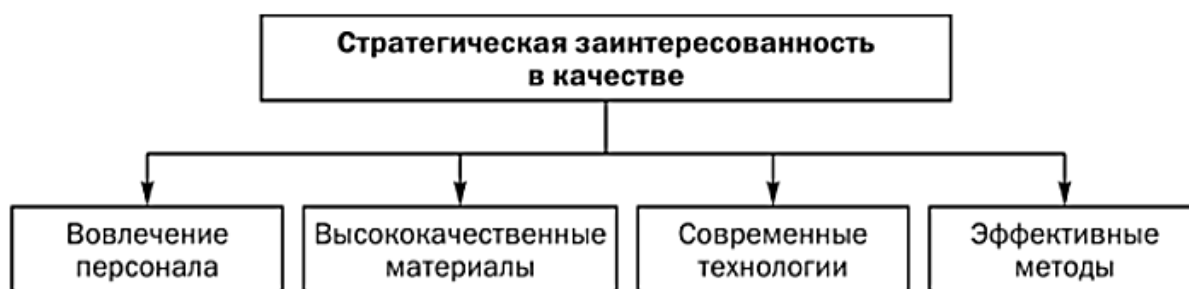 Стратегическая заинтересованность
в качестве
Вовлечение
персонала
Высококачественные
материалы
Современные
технологии
Эффективные
методы